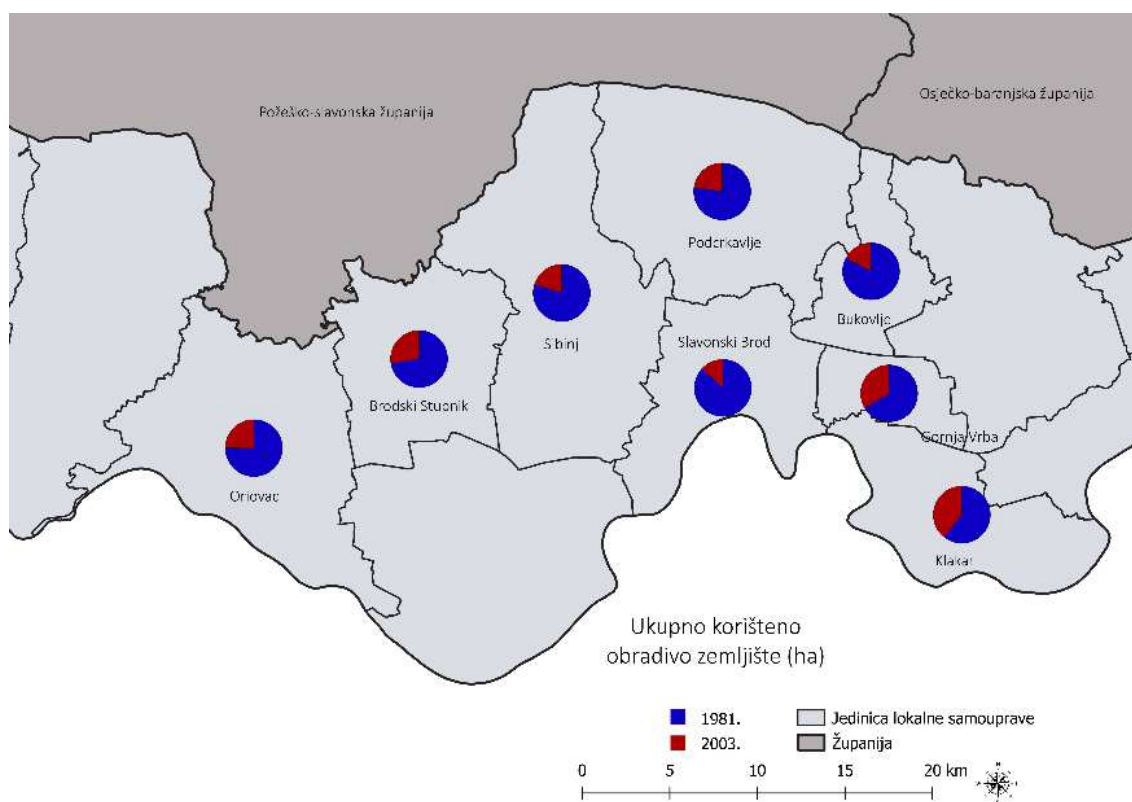 Požeško-slavonska županija
Osječko-baranjska županija
Podcrkavlje
Bukovlje
Sibinj
Slavonski Brod
Brodski Stupnik
Gornja Vrba
Oriovac
Klakar
Ukupno korišteno
obradivo zemljište (ha)
1981.
Jedinica lokalne samouprave
2003.
Županija
0 5 10 15 20 km